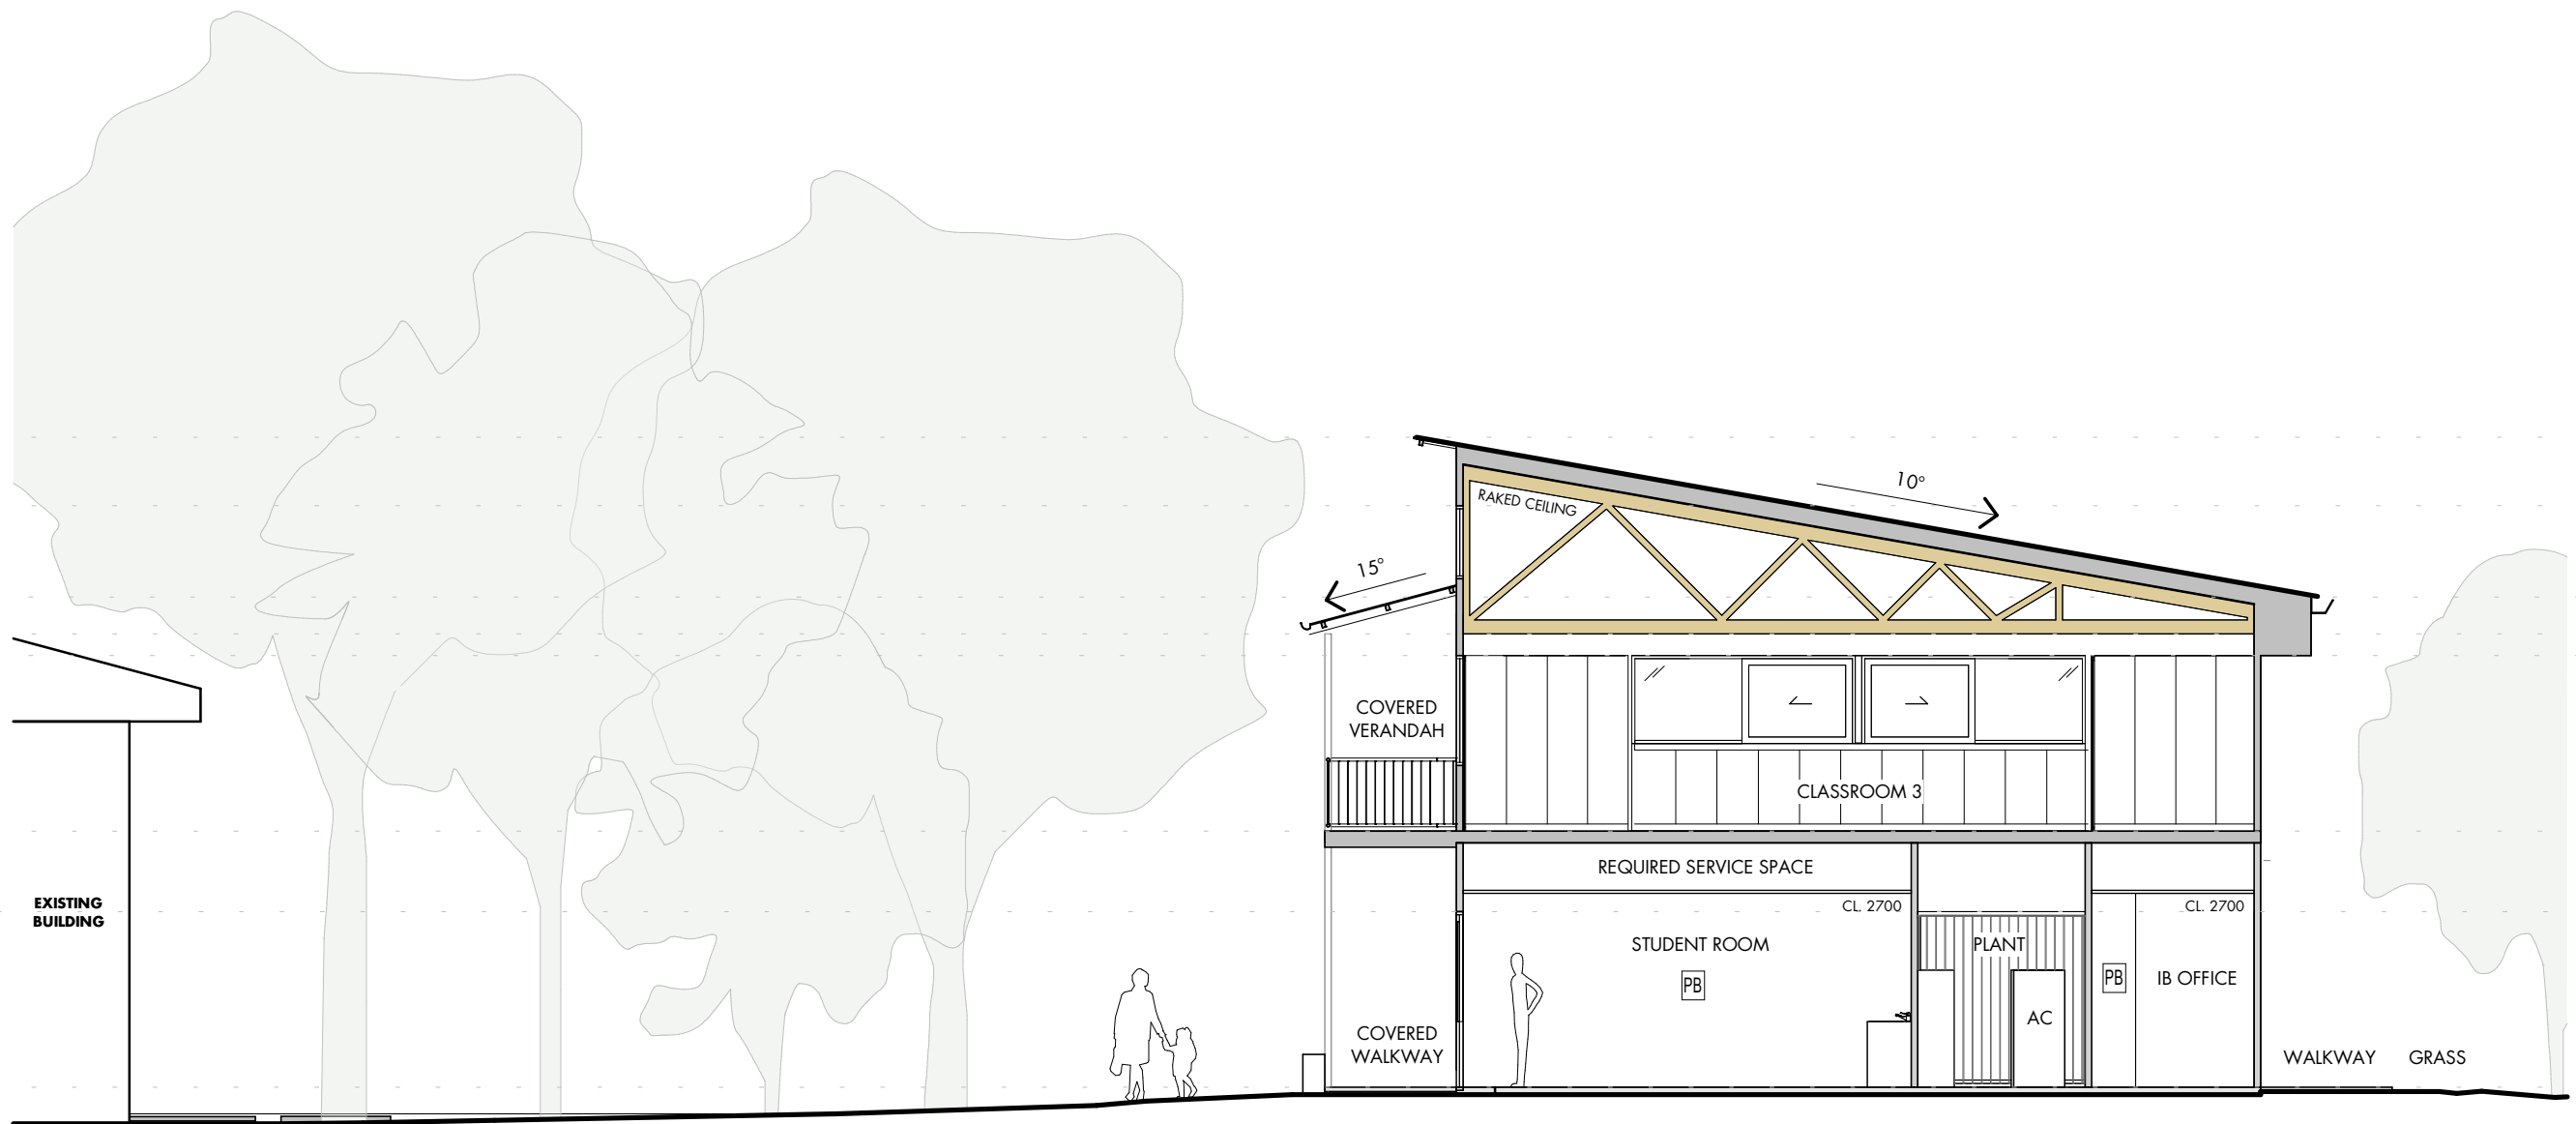 10°
RAKED CEILING
15°
COVERED
VERANDAH
CLASSROOM 3
REQUIRED SERVICE SPACE
EXISTING
BUILDING
CL. 2700
CL. 2700
STUDENT ROOM
PLANT
PB
PB
IB OFFICE
AC
COVERED
WALKWAY
WALKWAY
GRASS